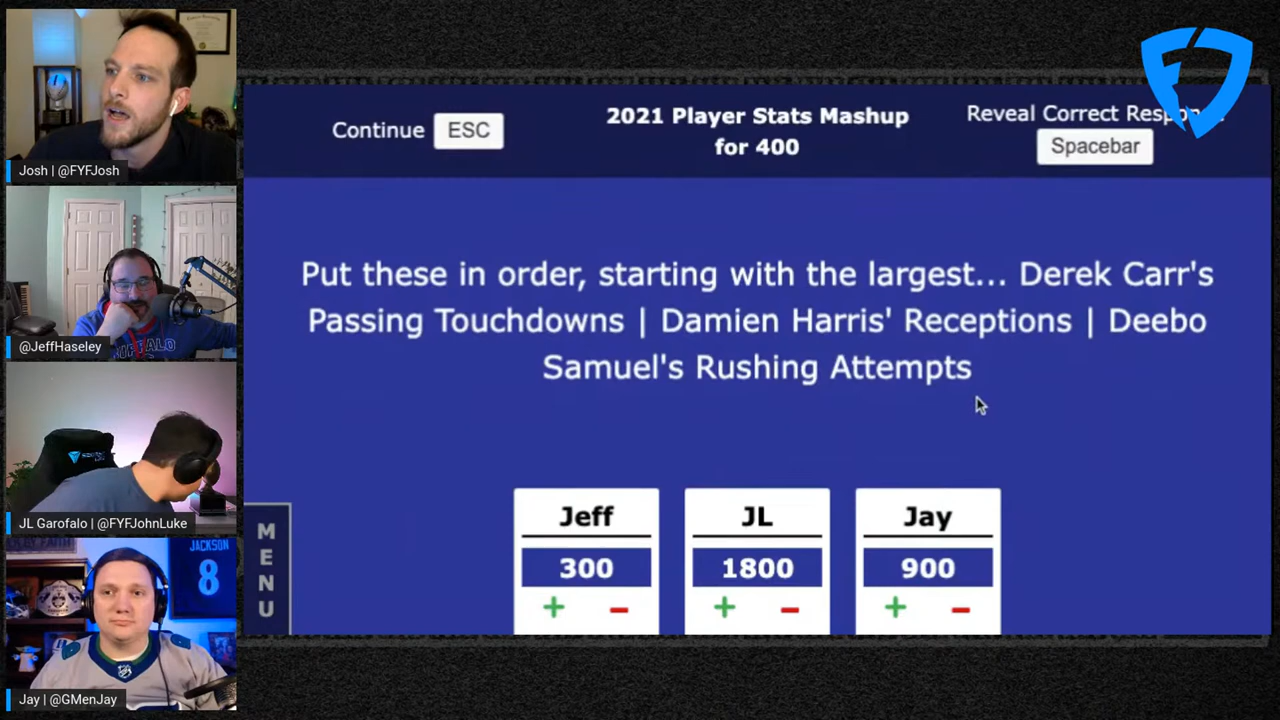 Josh | @FYFJosh
@JeffHaseley
JL Garofalo | @FYFJohnLuke
Jay | @GMenJay
JACKSON
8
Continue ESC
2021 Player Stats Mashup
for 400
Reveal Correct
Spacebar
Put these in order, starting with the largest... Derek Carr's
Passing Touchdowns | Damien Harris' Receptions | Deebo
Samuel's Rushing Attempts
MENU
Jeff
300
+ −
JL
1800
+ −
Jay
900
+ −